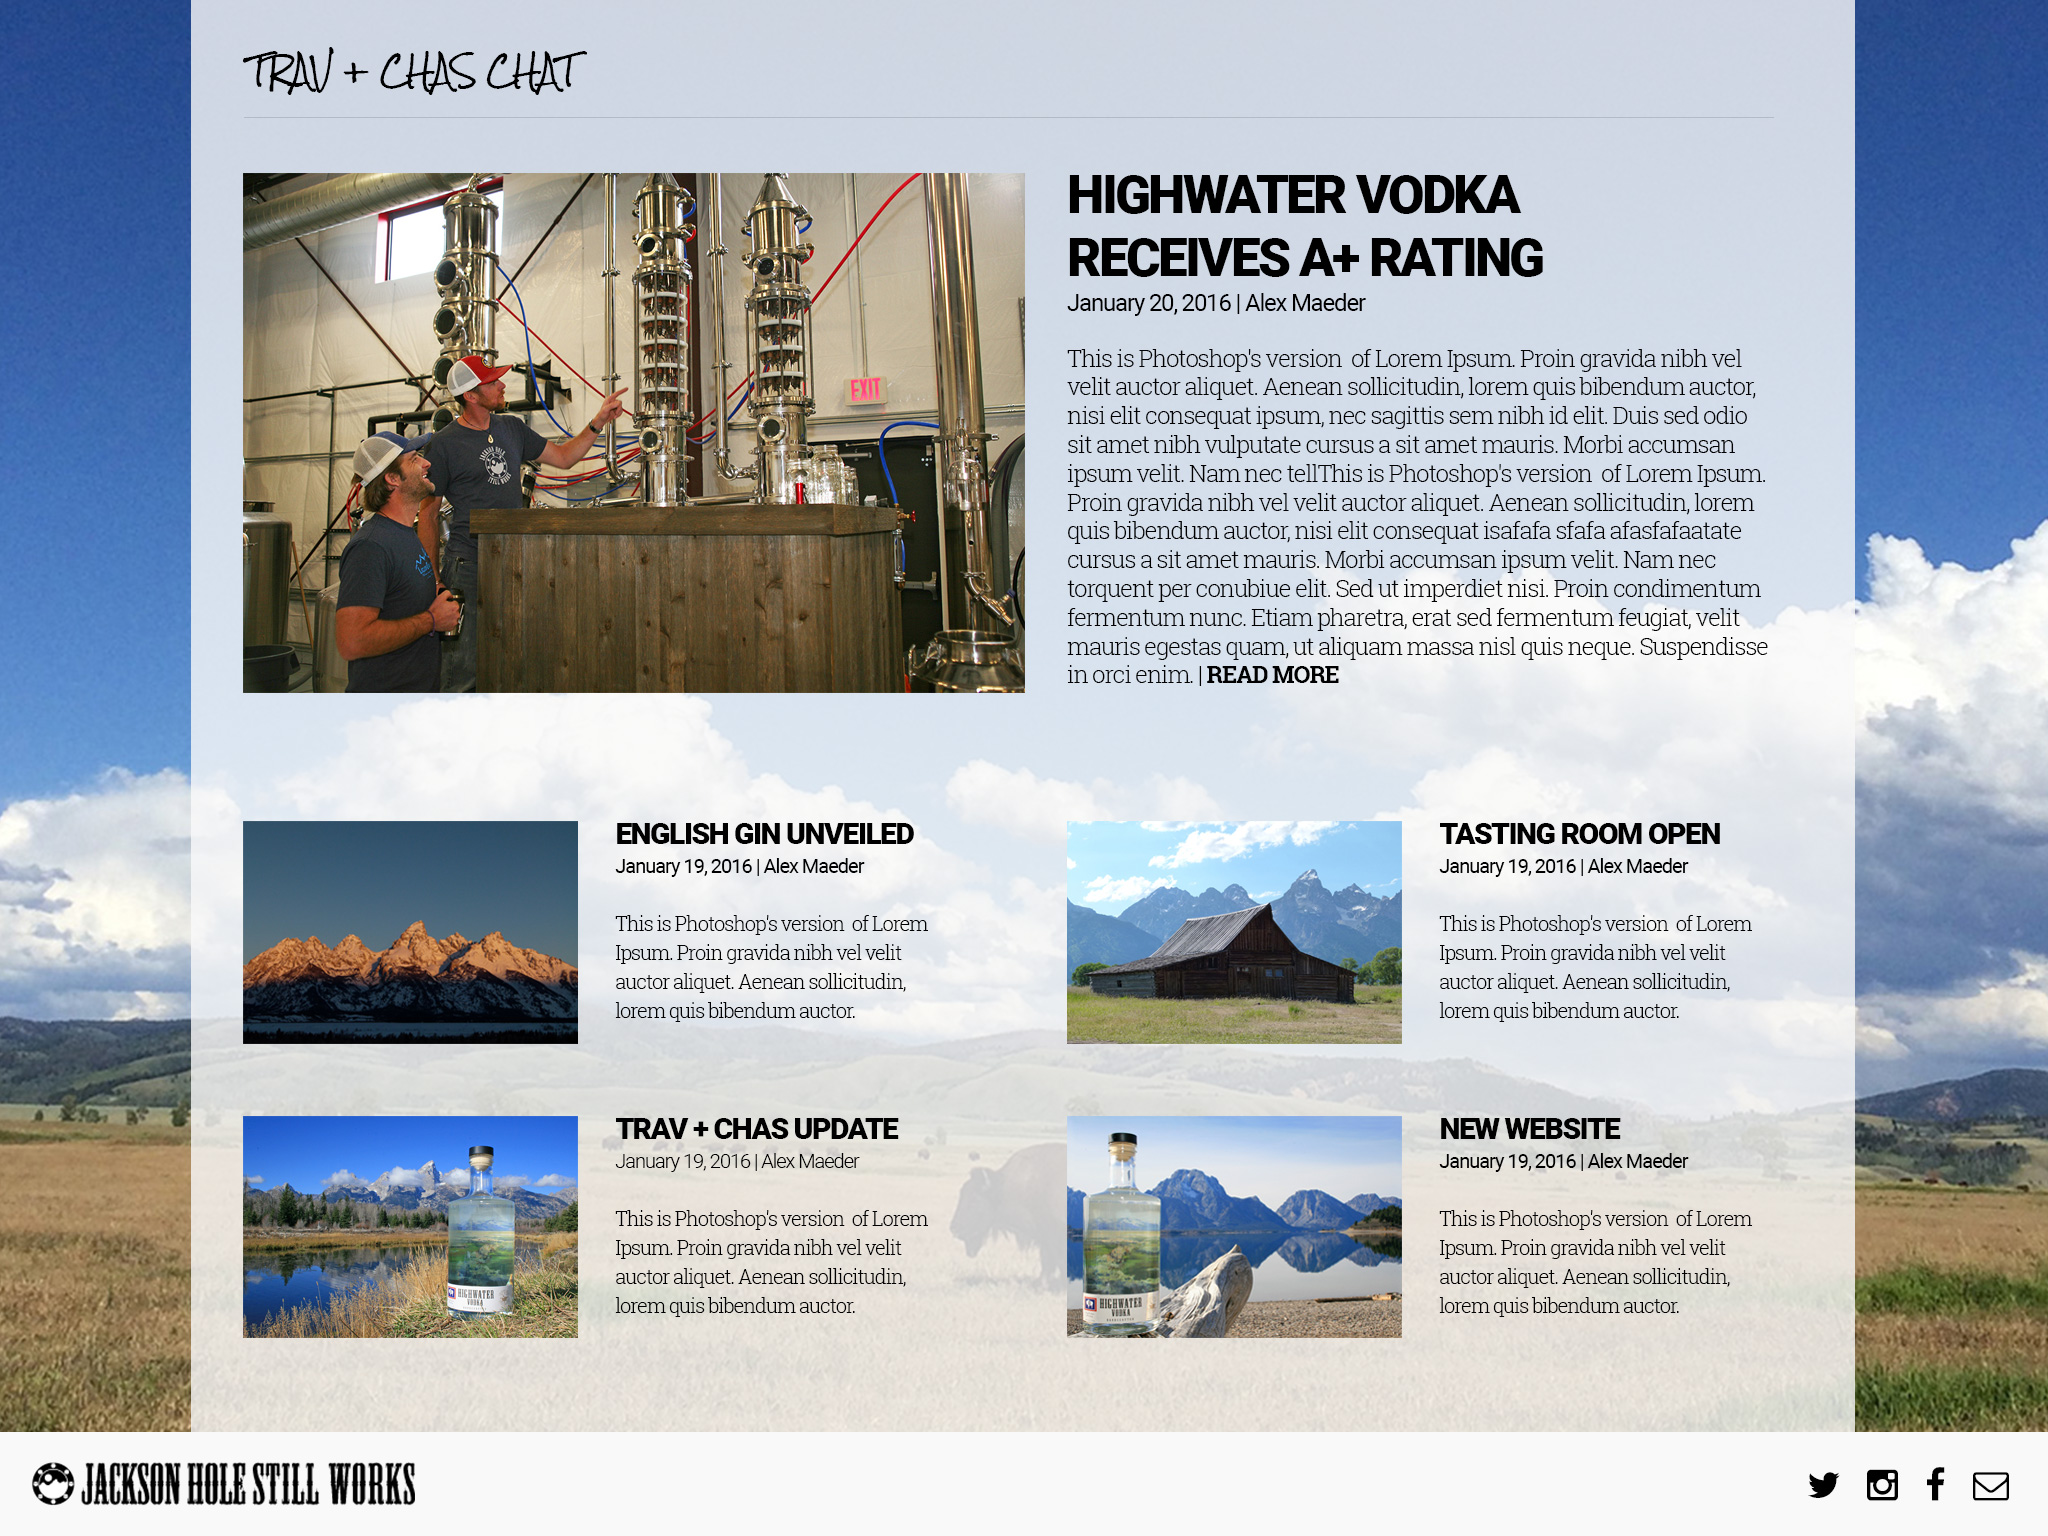 TRAV + CHAS CHAT
HIGHWATER VODKA
RECEIVES A+ RATING
January 20, 2016 | Alex Maeder
This is Photoshop's version  of Lorem Ipsum. Proin gravida nibh vel
velit auctor aliquet. Aenean sollicitudin, lorem quis bibendum auctor,
nisi elit consequat ipsum, nec sagittis sem nibh id elit. Duis sed odio
sit amet nibh vulputate cursus a sit amet mauris. Morbi accumsan
ipsum velit. Nam nec tellThis is Photoshop's version  of Lorem Ipsum.
Proin gravida nibh vel velit auctor aliquet. Aenean sollicitudin, lorem
quis bibendum auctor, nisi elit consequat isafafa sfafa afasfafaatate
cursus a sit amet mauris. Morbi accumsan ipsum velit. Nam nec
torquent per conubiue elit. Sed ut imperdiet nisi. Proin condimentum
fermentum nunc. Etiam pharetra, erat sed fermentum feugiat, velit
mauris egestas quam, ut aliquam massa nisl quis neque. Suspendisse
in orci enim. | READ MORE
EXIT
JACKSON HOLE
STILL WORKS
ENGLISH GIN UNVEILED
January 19, 2016 | Alex Maeder
This is Photoshop's version  of Lorem
Ipsum. Proin gravida nibh vel velit
auctor aliquet. Aenean sollicitudin,
lorem quis bibendum auctor.
TASTING ROOM OPEN
January 19, 2016 | Alex Maeder
This is Photoshop's version  of Lorem
Ipsum. Proin gravida nibh vel velit
auctor aliquet. Aenean sollicitudin,
lorem quis bibendum auctor.
TRAV + CHAS UPDATE
January 19, 2016 | Alex Maeder
This is Photoshop's version  of Lorem
Ipsum. Proin gravida nibh vel velit
auctor aliquet. Aenean sollicitudin,
lorem quis bibendum auctor.
HIGHWATER
VODKA
NEW WEBSITE
January 19, 2016 | Alex Maeder
This is Photoshop's version  of Lorem
Ipsum. Proin gravida nibh vel velit
auctor aliquet. Aenean sollicitudin,
lorem quis bibendum auctor.
HIGHWATER
VODKA
JACKSON HOLE STILL WORKS